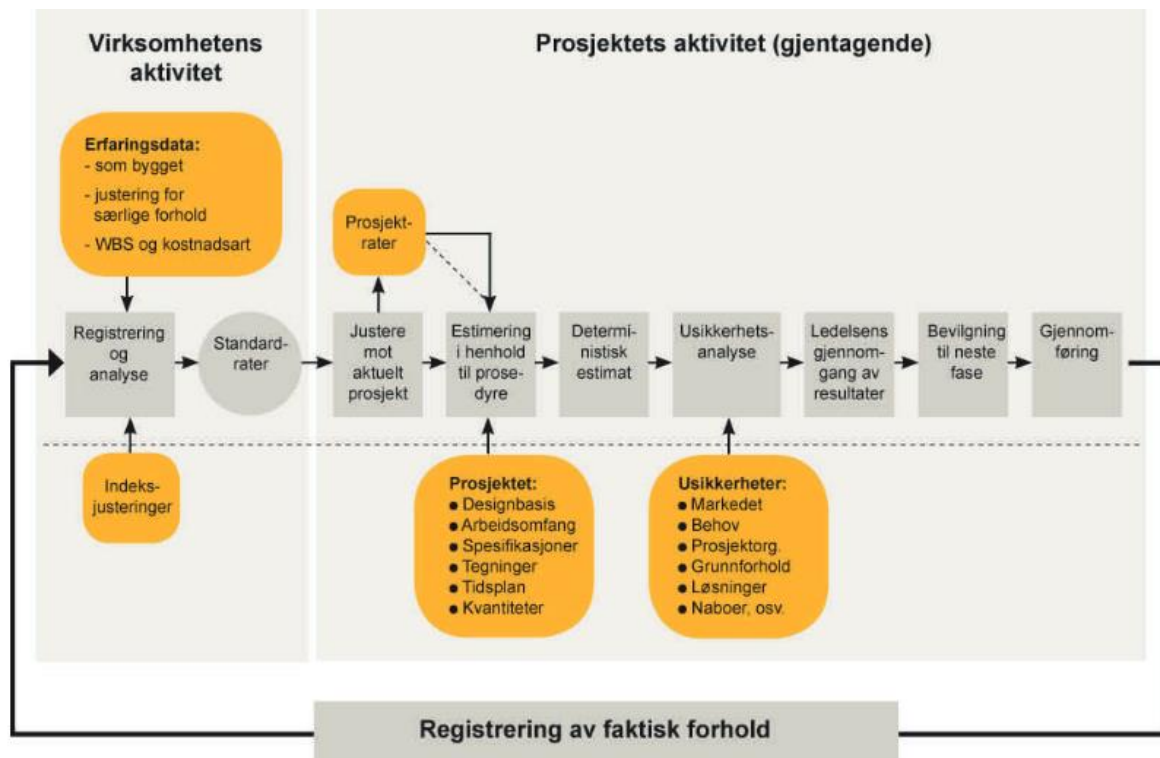 Virksomhetens
aktivitet
Prosjektets aktivitet (gjentagende)
Erfaringsdata:
- som bygget
- justering for
særlige forhold
- WBS og kostnadsart
Prosjekt-
rater
Registrering
og
analyse
Standard-
rater
Justere
mot
aktuelt
prosjekt
Estimering
i henhold
til prose-
dyre
Determi-
nistisk
estimat
Usikkerhets-
analyse
Ledelsens
gjennom-
gang av
resultater
Bevilgning
til neste
fase
Gjennom-
føring
Indeks-
justeringer
Prosjektet:
● Designbasis
● Arbeidsomfang
● Spesifikasjoner
● Tegninger
● Tidsplan
● Kvantiteter
Usikkerheter:
● Markedet
● Behov
● Prosjektorg.
● Grunnforhold
● Løsninger
● Naboer, osv.
Registrering av faktisk forhold